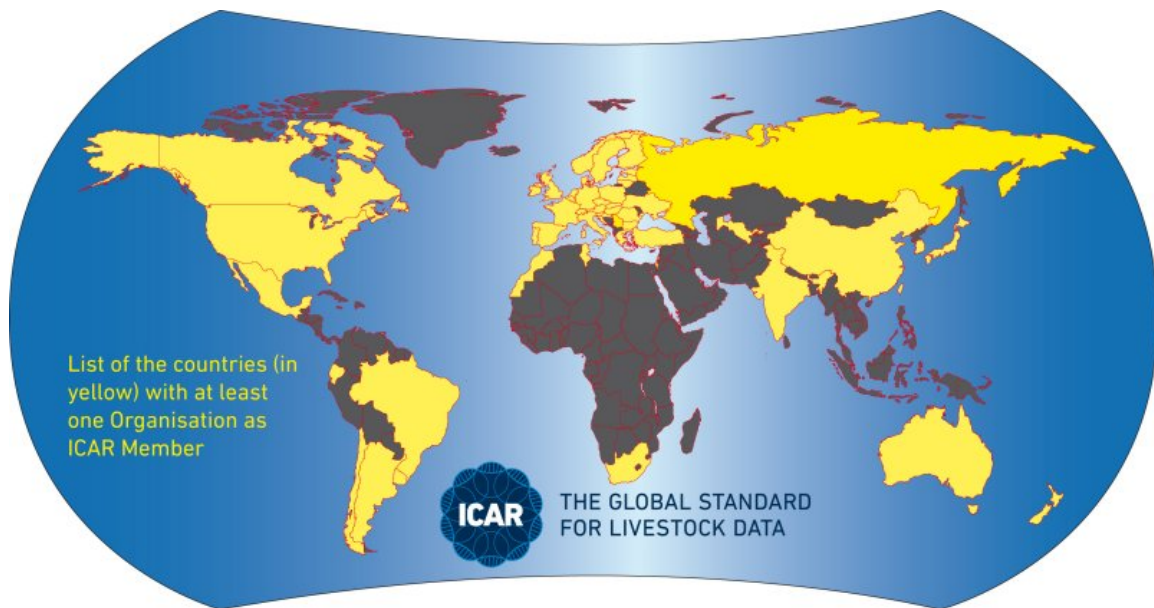 List of the countries (in
yellow) with at least
one Organisation as
ICAR Member
ICAR
THE GLOBAL STANDARD
FOR LIVESTOCK DATA